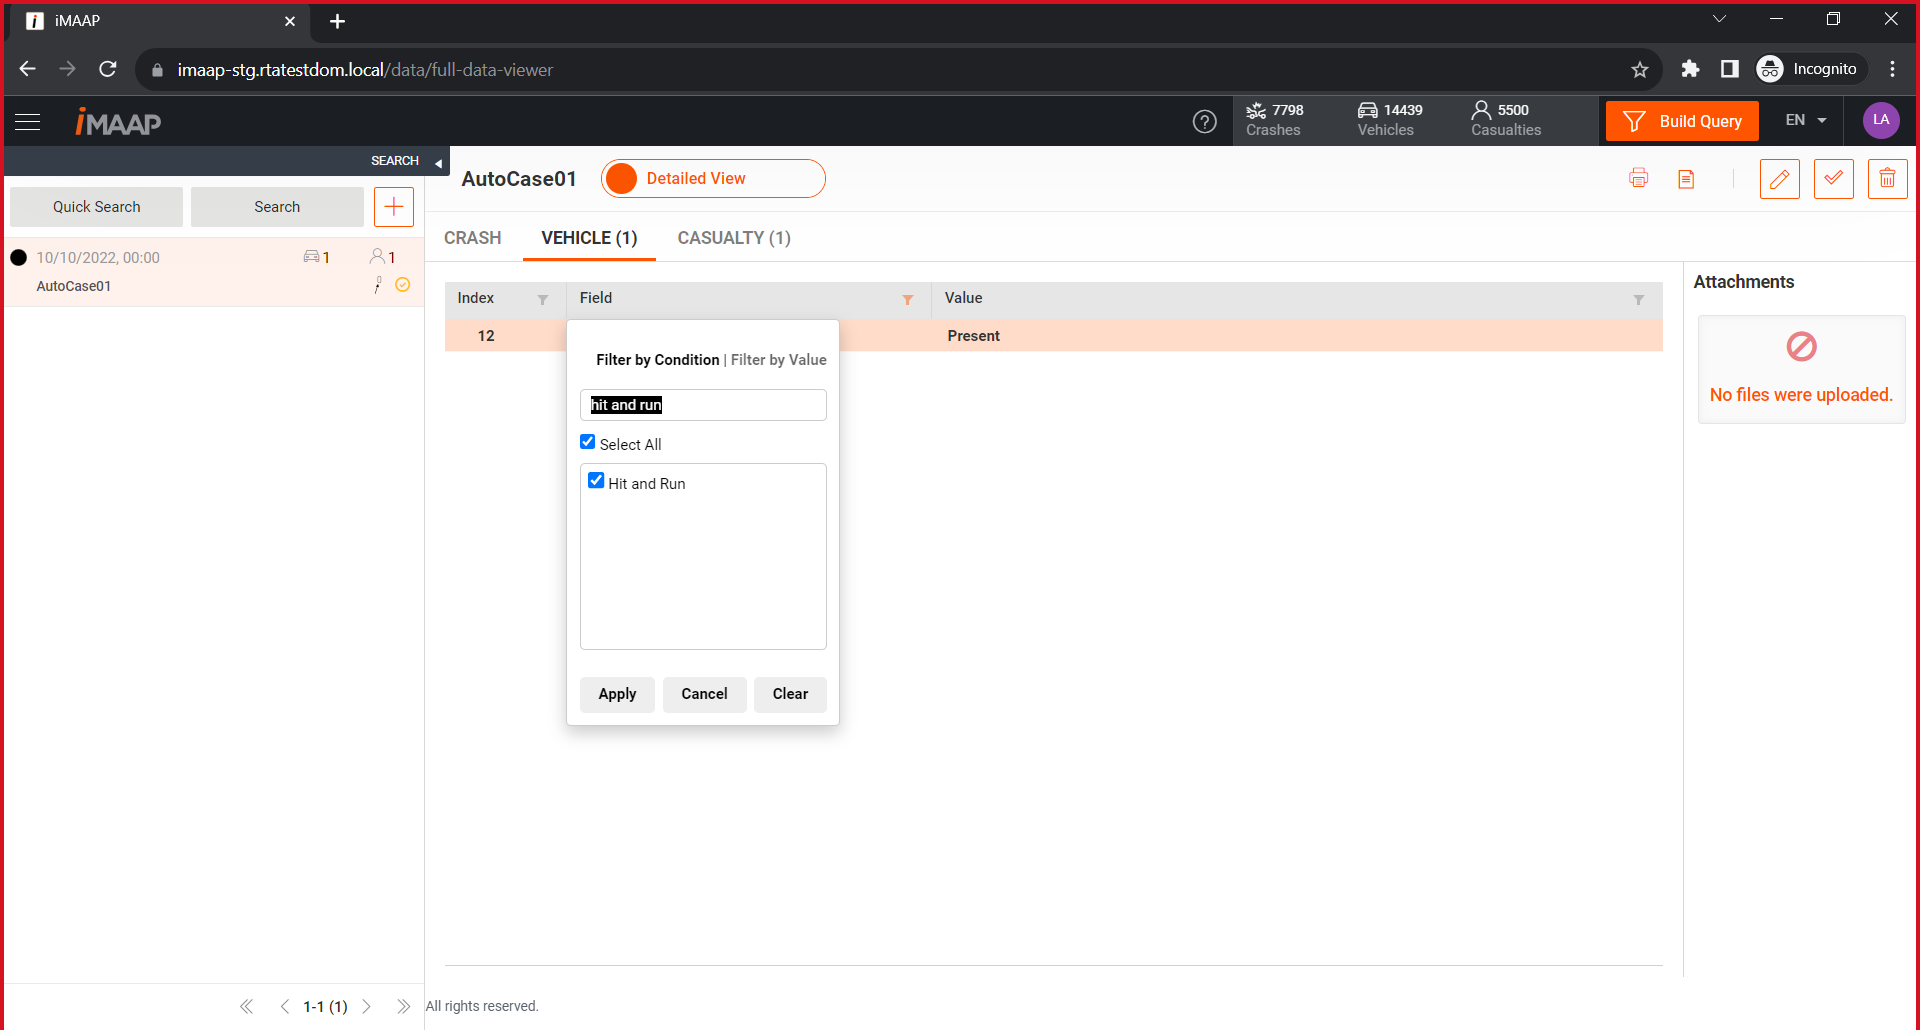 iMAAP
imaap-stg.rtatestdom.local/data/full-data-viewer
Incognito
iMAAP
7798
Crashes
14439
Vehicles
5500
Casualties
Build Query
EN
LA
SEARCH
Quick Search
Search
10/10/2022, 00:00
1
1
AutoCase01
AutoCase01
Detailed View
CRASH
VEHICLE (1)
CASUALTY (1)
Index
Field
Value
12
Present
Filter by Condition | Filter by Value
hit and run
Select All
Hit and Run
Apply
Cancel
Clear
Attachments
No files were uploaded.
1-1 (1)
All rights reserved.